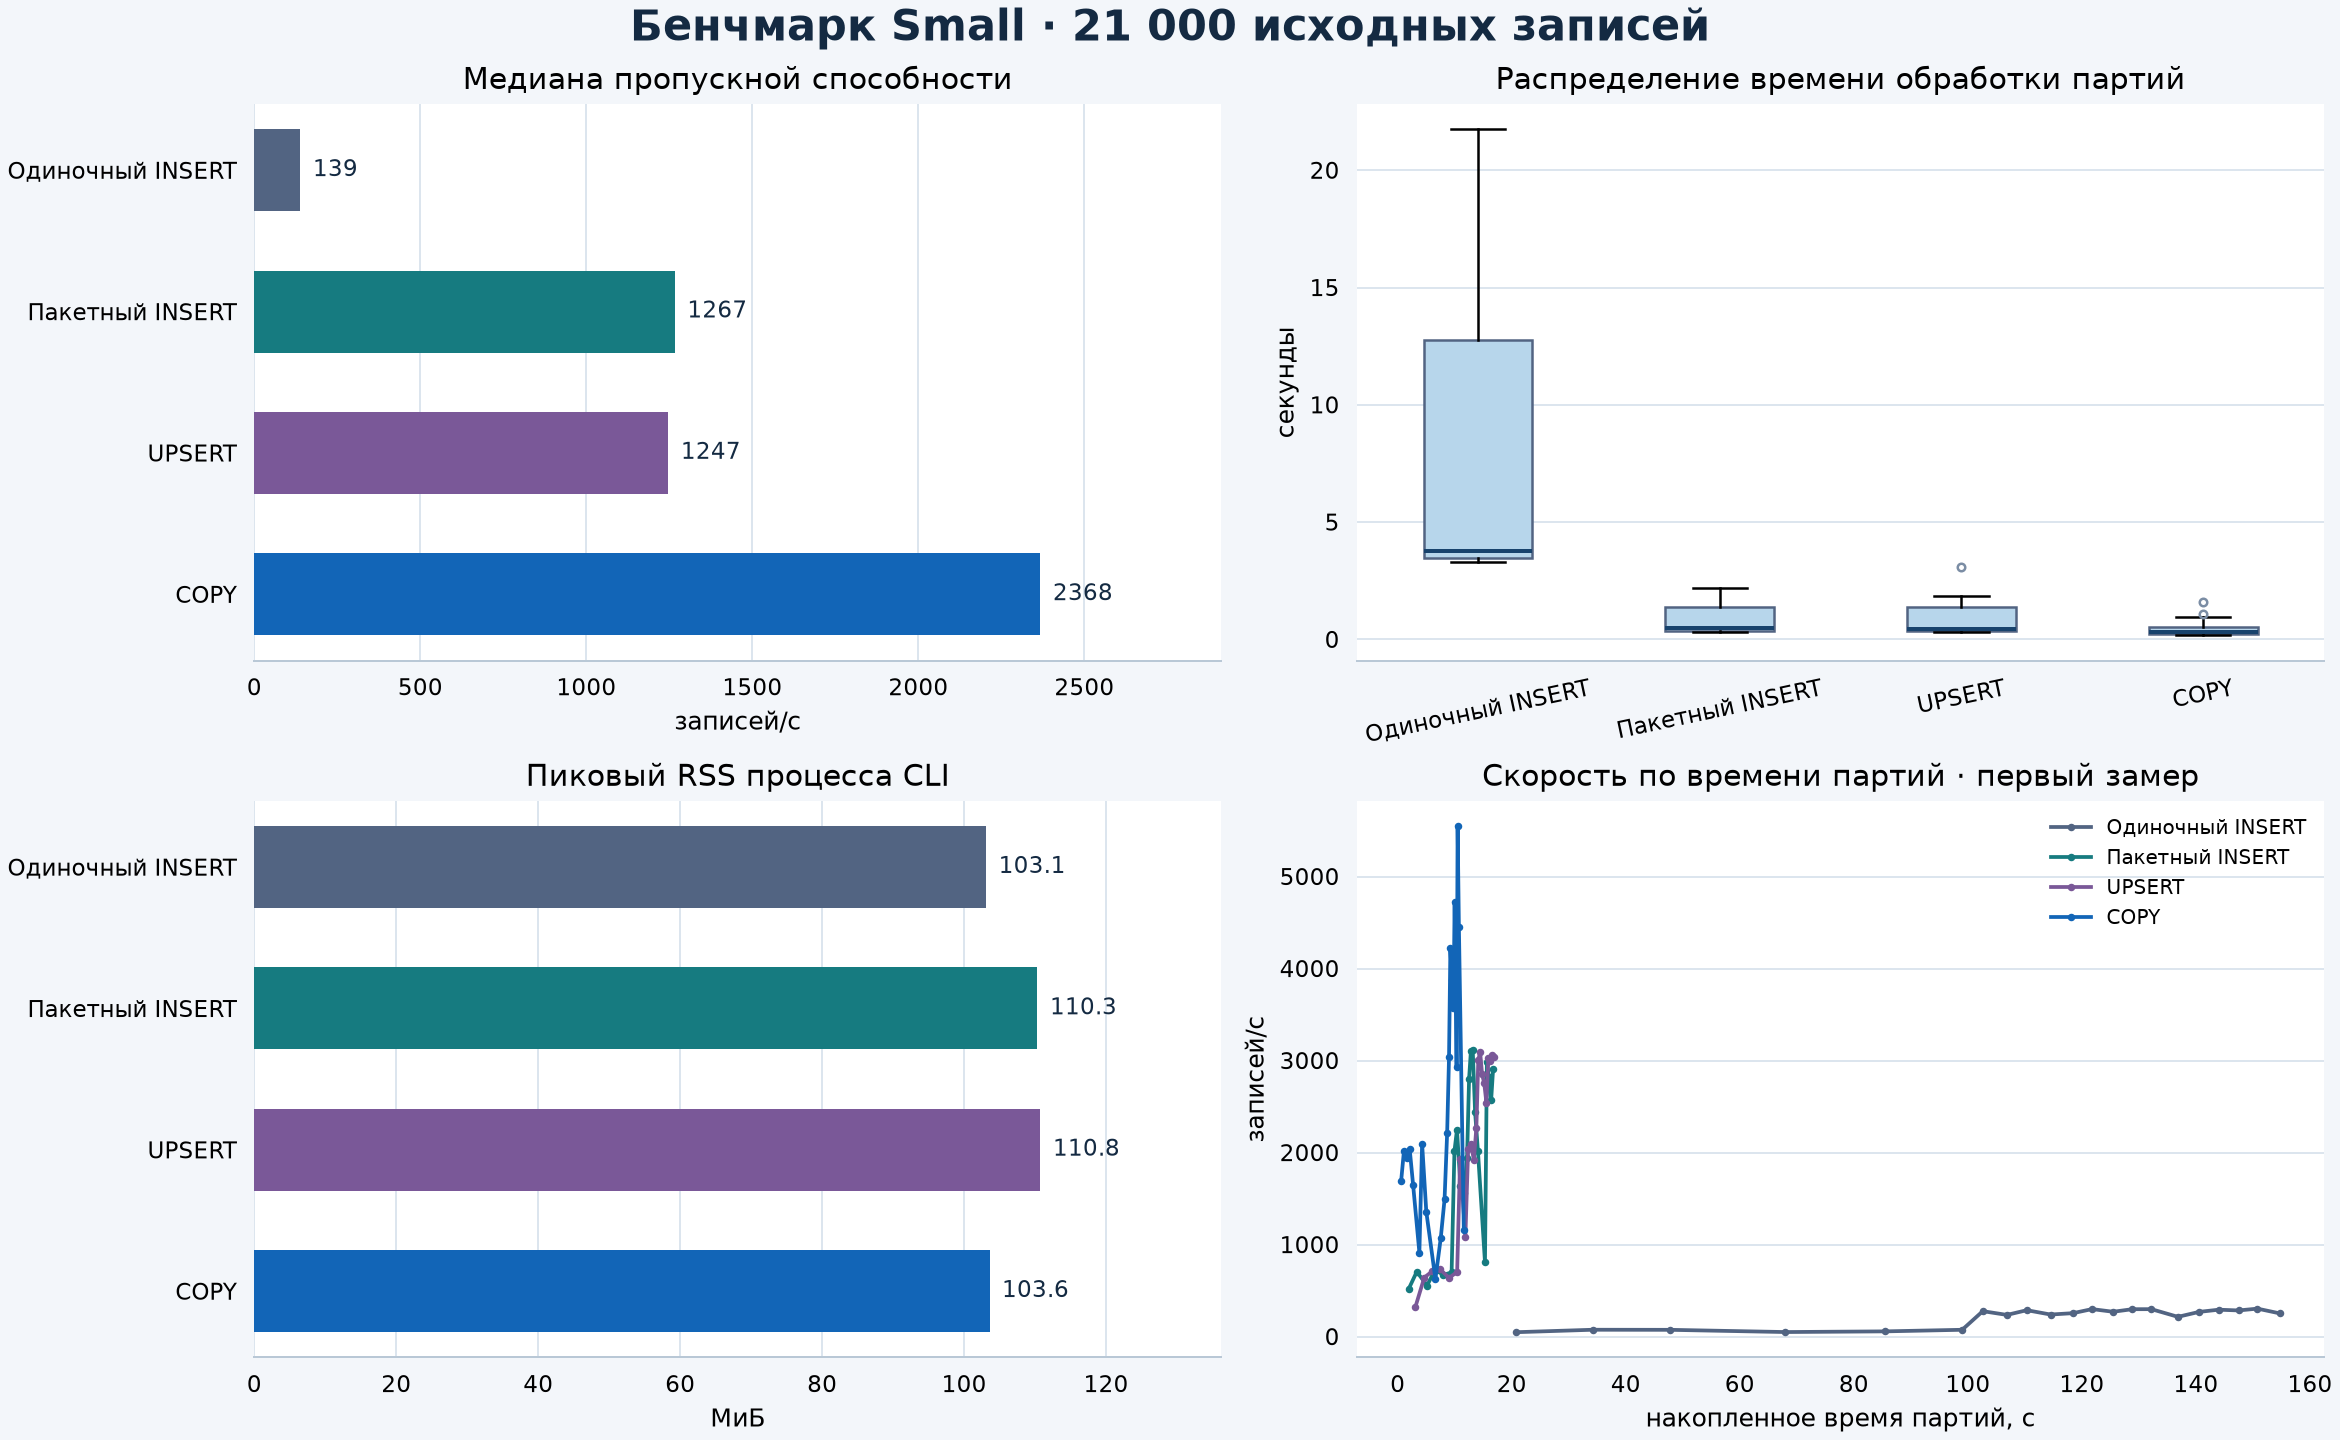 Бенчмарк Small · 21 000 исходных записей
Медиана пропускной способности
Одиночный INSERT
139
Пакетный INSERT
1267
UPSERT
1247
COPY
2368
0 500 1000 1500 2000 2500
записей/с
Распределение времени обработки партий
20
15
10
5
0
секунды
Одиночный INSERT
Пакетный INSERT
UPSERT
COPY
Пиковый RSS процесса CLI
Одиночный INSERT
103.1
Пакетный INSERT
110.3
UPSERT
110.8
COPY
103.6
0 20 40 60 80 100 120
МиБ
Скорость по времени партий · первый замер
Одиночный INSERT
Пакетный INSERT
UPSERT
COPY
5000
4000
3000
2000
1000
0
записей/с
0 20 40 60 80 100 120 140 160
накопленное время партий, с